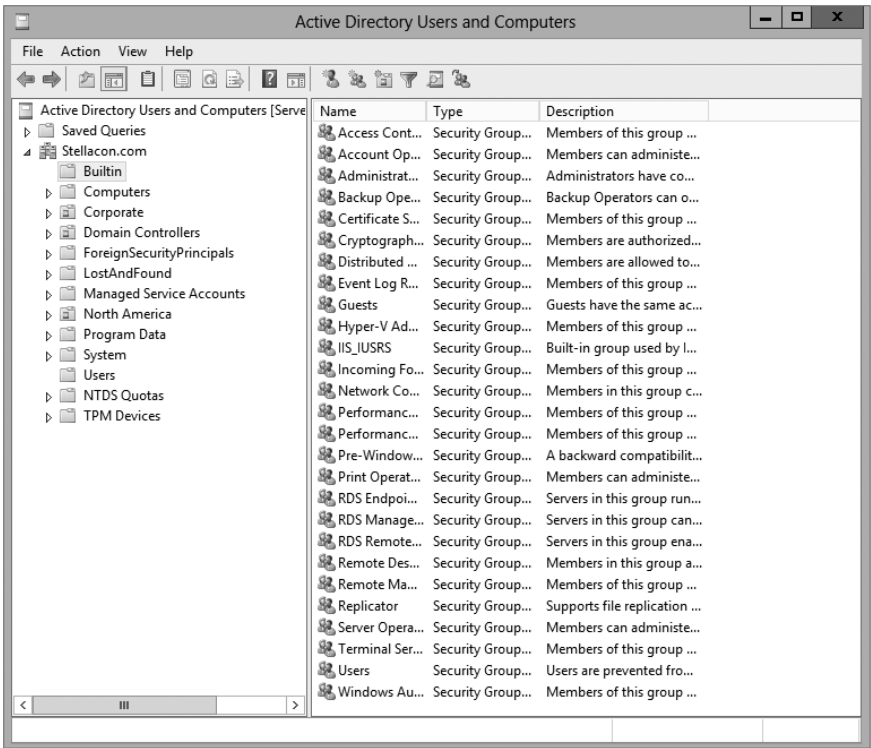 Active Directory Users and Computers
File Action View Help
Active Directory Users and Computers [Serve
Saved Queries
Stellacon.com
Builtin
Computers
Corporate
Domain Controllers
ForeignSecurityPrincipals
LostAndFound
Managed Service Accounts
North America
Program Data
System
Users
NTDS Quotas
TPM Devices
Name Type Description
Access Cont... Security Group... Members of this group ...
Account Op... Security Group... Members can administe...
Administrat... Security Group... Administrators have co...
Backup Ope... Security Group... Backup Operators can o...
Certificate S... Security Group... Members of this group ...
Cryptograph... Security Group... Members are authorized...
Distributed ... Security Group... Members are allowed to...
Event Log R... Security Group... Members of this group ...
Guests Security Group... Guests have the same ac...
Hyper-V Ad... Security Group... Members of this group ...
IIS_IUSRS Security Group... Built-in group used by I...
Incoming Fo... Security Group... Members of this group ...
Network Co... Security Group... Members in this group c...
Performanc... Security Group... Members of this group ...
Performanc... Security Group... Members of this group ...
Pre-Window... Security Group... A backward compatibilit...
Print Operat... Security Group... Members can administe...
RDS Endpoi... Security Group... Servers in this group run...
RDS Manage... Security Group... Servers in this group can...
RDS Remote... Security Group... Servers in this group ena...
Remote Des... Security Group... Members in this group a...
Remote Ma... Security Group... Members of this group ...
Replicator Security Group... Supports file replication ...
Server Opera... Security Group... Members can administe...
Terminal Ser... Security Group... Members of this group ...
Users Security Group... Users are prevented fro...
Windows Au... Security Group... Members of this group ...